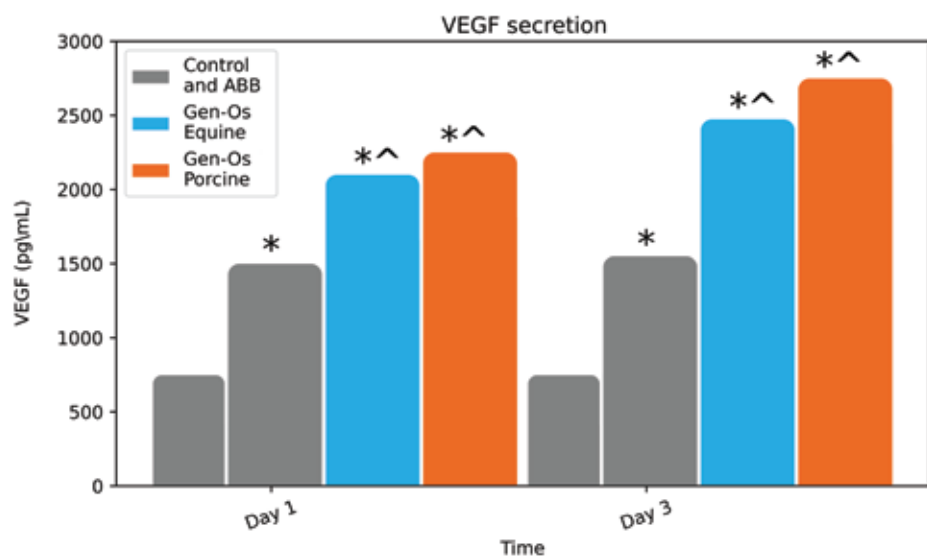 VEGF secretion
3000
2500
2000
1500
1000
500
0
VEGF (pg\mL)
Control
and ABB
Gen-Os
Equine
Gen-Os
Porcine
*
*^
*^
*
*^
*^
Day 1
Day 3
Time